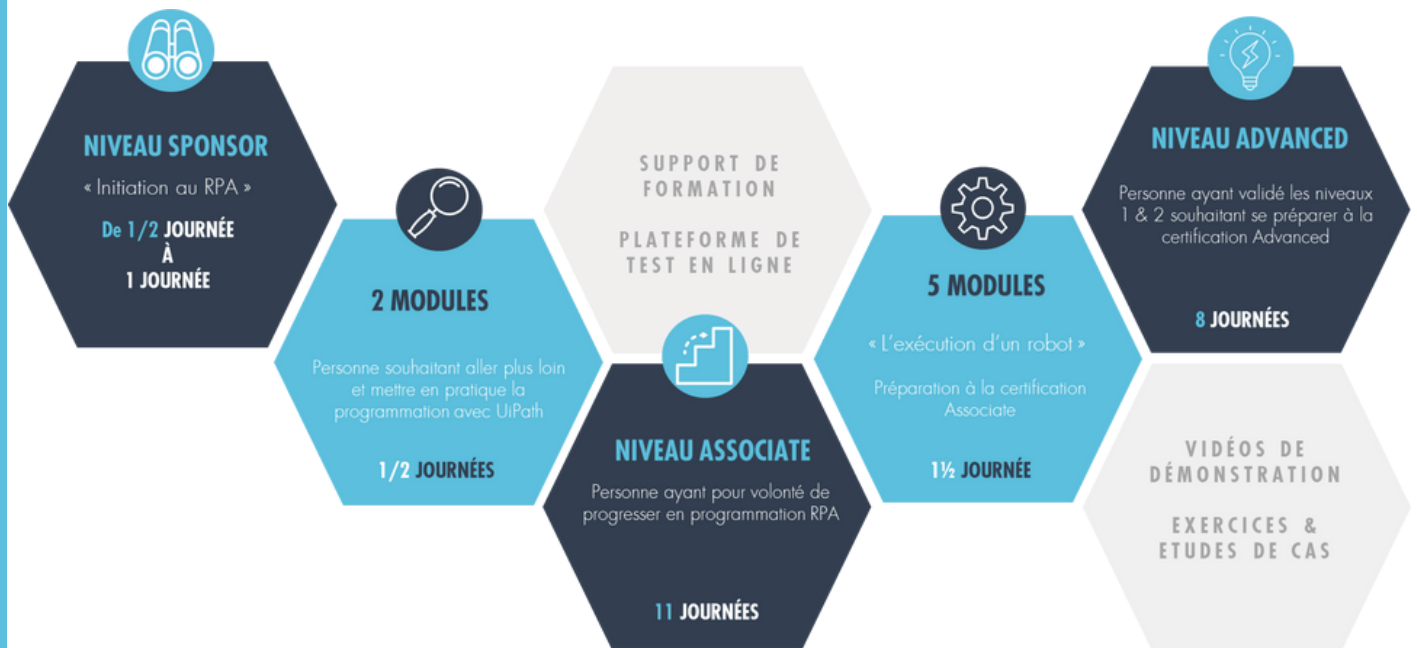 NIVEAU SPONSOR
« Initiation au RPA »
De 1/2 JOURNÉE
À
1 JOURNÉE
2 MODULES
Personne souhaitant aller plus loin
et mettre en pratique la
programmation avec UiPath
1/2 JOURNÉES
SUPPORT DE
FORMATION
PLATEFORME DE
TEST EN LIGNE
NIVEAU ASSOCIATE
Personne ayant pour volonté de
progresser en programmation RPA
11 JOURNÉES
5 MODULES
« L'exécution d'un robot »
Préparation à la certification
Associate
1½ JOURNÉE
NIVEAU ADVANCED
Personne ayant validé les niveaux
1 & 2 souhaitant se préparer à la
certification Advanced
8 JOURNÉES
VIDÉOS DE
DÉMONSTRATION
EXERCICES &
ETUDES DE CAS